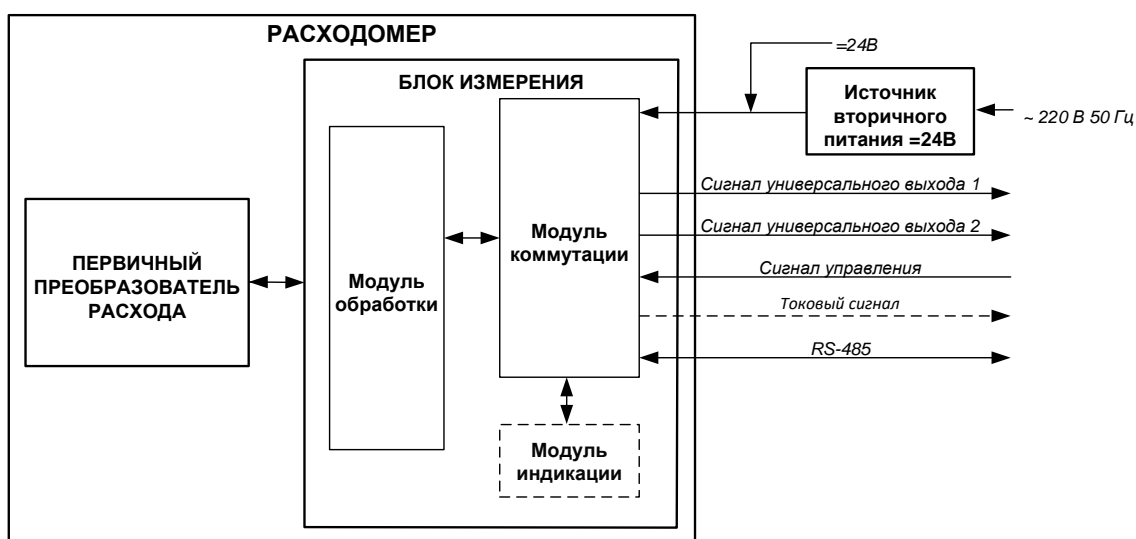 РАСХОДОМЕР
=24В
БЛОК ИЗМЕРЕНИЯ
Источник
вторичного
питания =24В
~ 220 В 50 Гц
Сигнал универсального выхода 1
Сигнал универсального выхода 2
Модуль
коммутации
Сигнал управления
ПЕРВИЧНЫЙ
ПРЕОБРАЗОВАТЕЛЬ
РАСХОДА
Модуль
обработки
Токовый сигнал
RS-485
Модуль
индикации